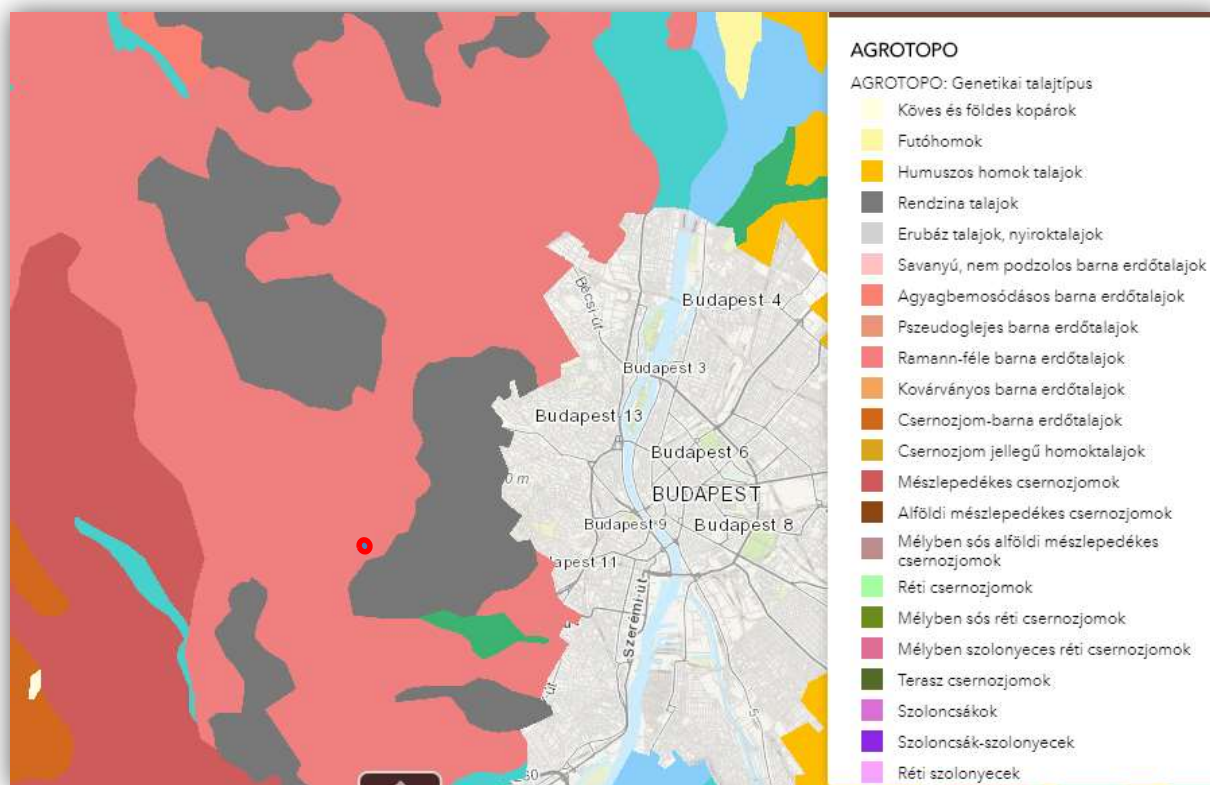 AGROTOPO
AGROTOPO: Genetikai talajtípus
Köves és földes kopárok
Futóhomok
Humuszos homok talajok
Rendzina talajok
Erubáz talajok, nyiroktalajok
Savanyú, nem podzolos barna erdőtalajok
Agyagbemosódásos barna erdőtalajok
Pszeudoglejes barna erdőtalajok
Ramann-féle barna erdőtalajok
Kovárványos barna erdőtalajok
Csernozjom-barna erdőtalajok
Csernozjom jellegű homoktalajok
Mészlepedékes csernozjomok
Alföldi mészlepedékes csernozjomok
Mélyben sós alföldi mészlepedékes
csernozjomok
Réti csernozjomok
Mélyben sós réti csernozjomok
Mélyben szolonyeces réti csernozjomok
Terasz csernozjomok
Szoloncsákok
Szoloncsák-szolonyecek
Réti szolonyecek
Bécsi-út
Budapest 4
Budapest 3
Budapest 13
Budapest 6
0 m
BUDAPEST
Budapest 9
Budapest 8
apest 11
Szerémi-út
u
-út
5